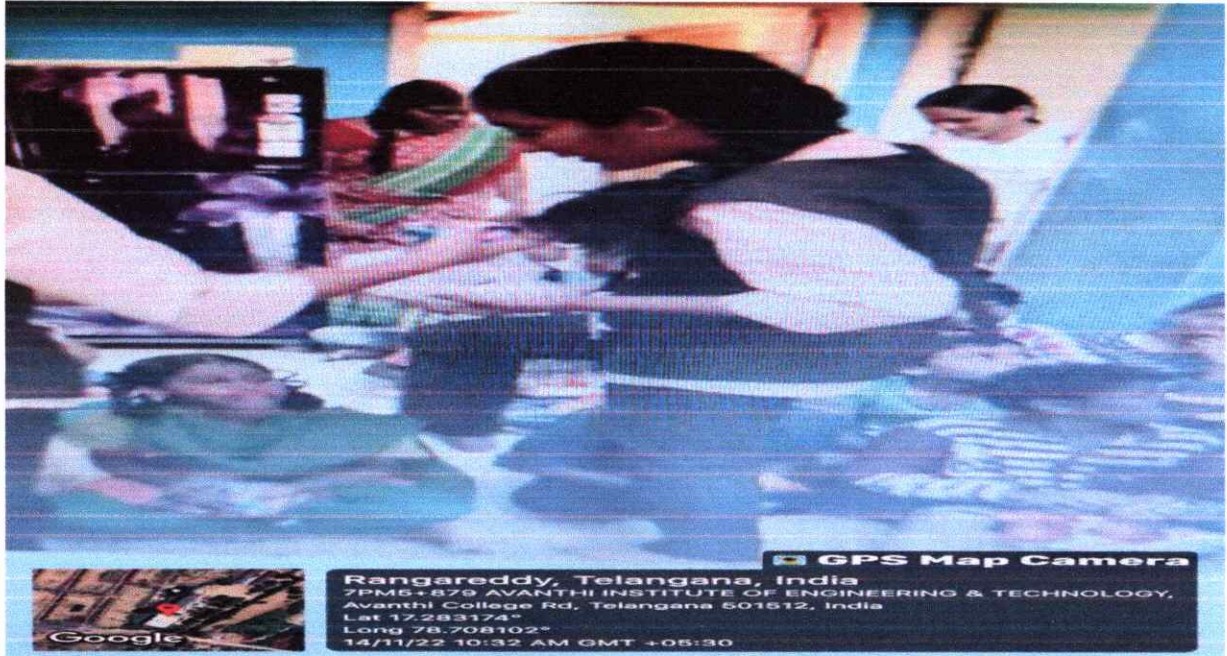 GPS Map Camera
Rangareddy, Telangana, India
7PM5+879 AVANTHI INSTITUTE OF ENGINEERING & TECHNOLOGY,
Avanthi College Rd, Telangana 501512, India
Lat 17.283174°
Long 78.708102°
14/11/22 10:32 AM GMT +05:30
Google